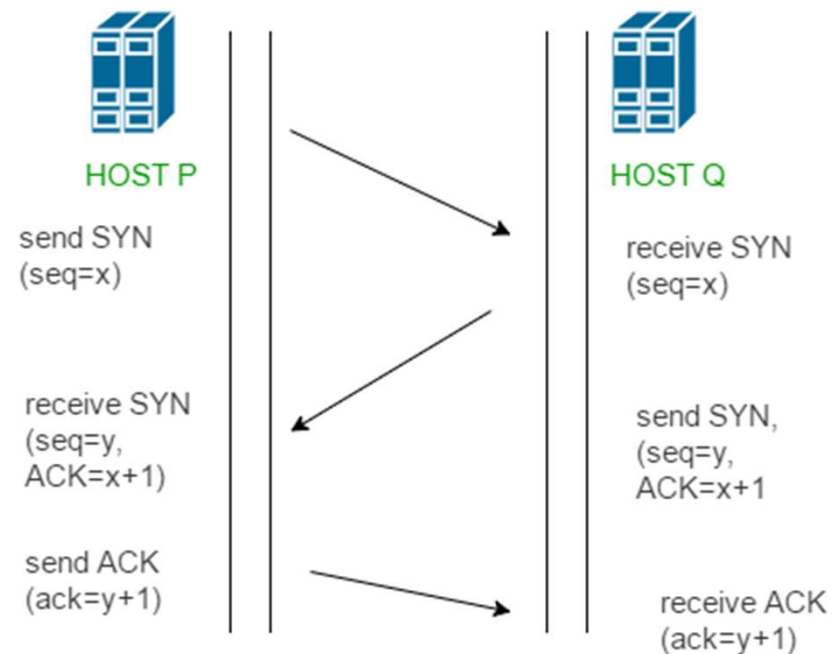 HOST P
HOST Q
send SYN
(seq=x)
receive SYN
(seq=x)
receive SYN
(seq=y,
ACK=x+1)
send SYN,
(seq=y,
ACK=x+1
send ACK
(ack=y+1)
receive ACK
(ack=y+1)